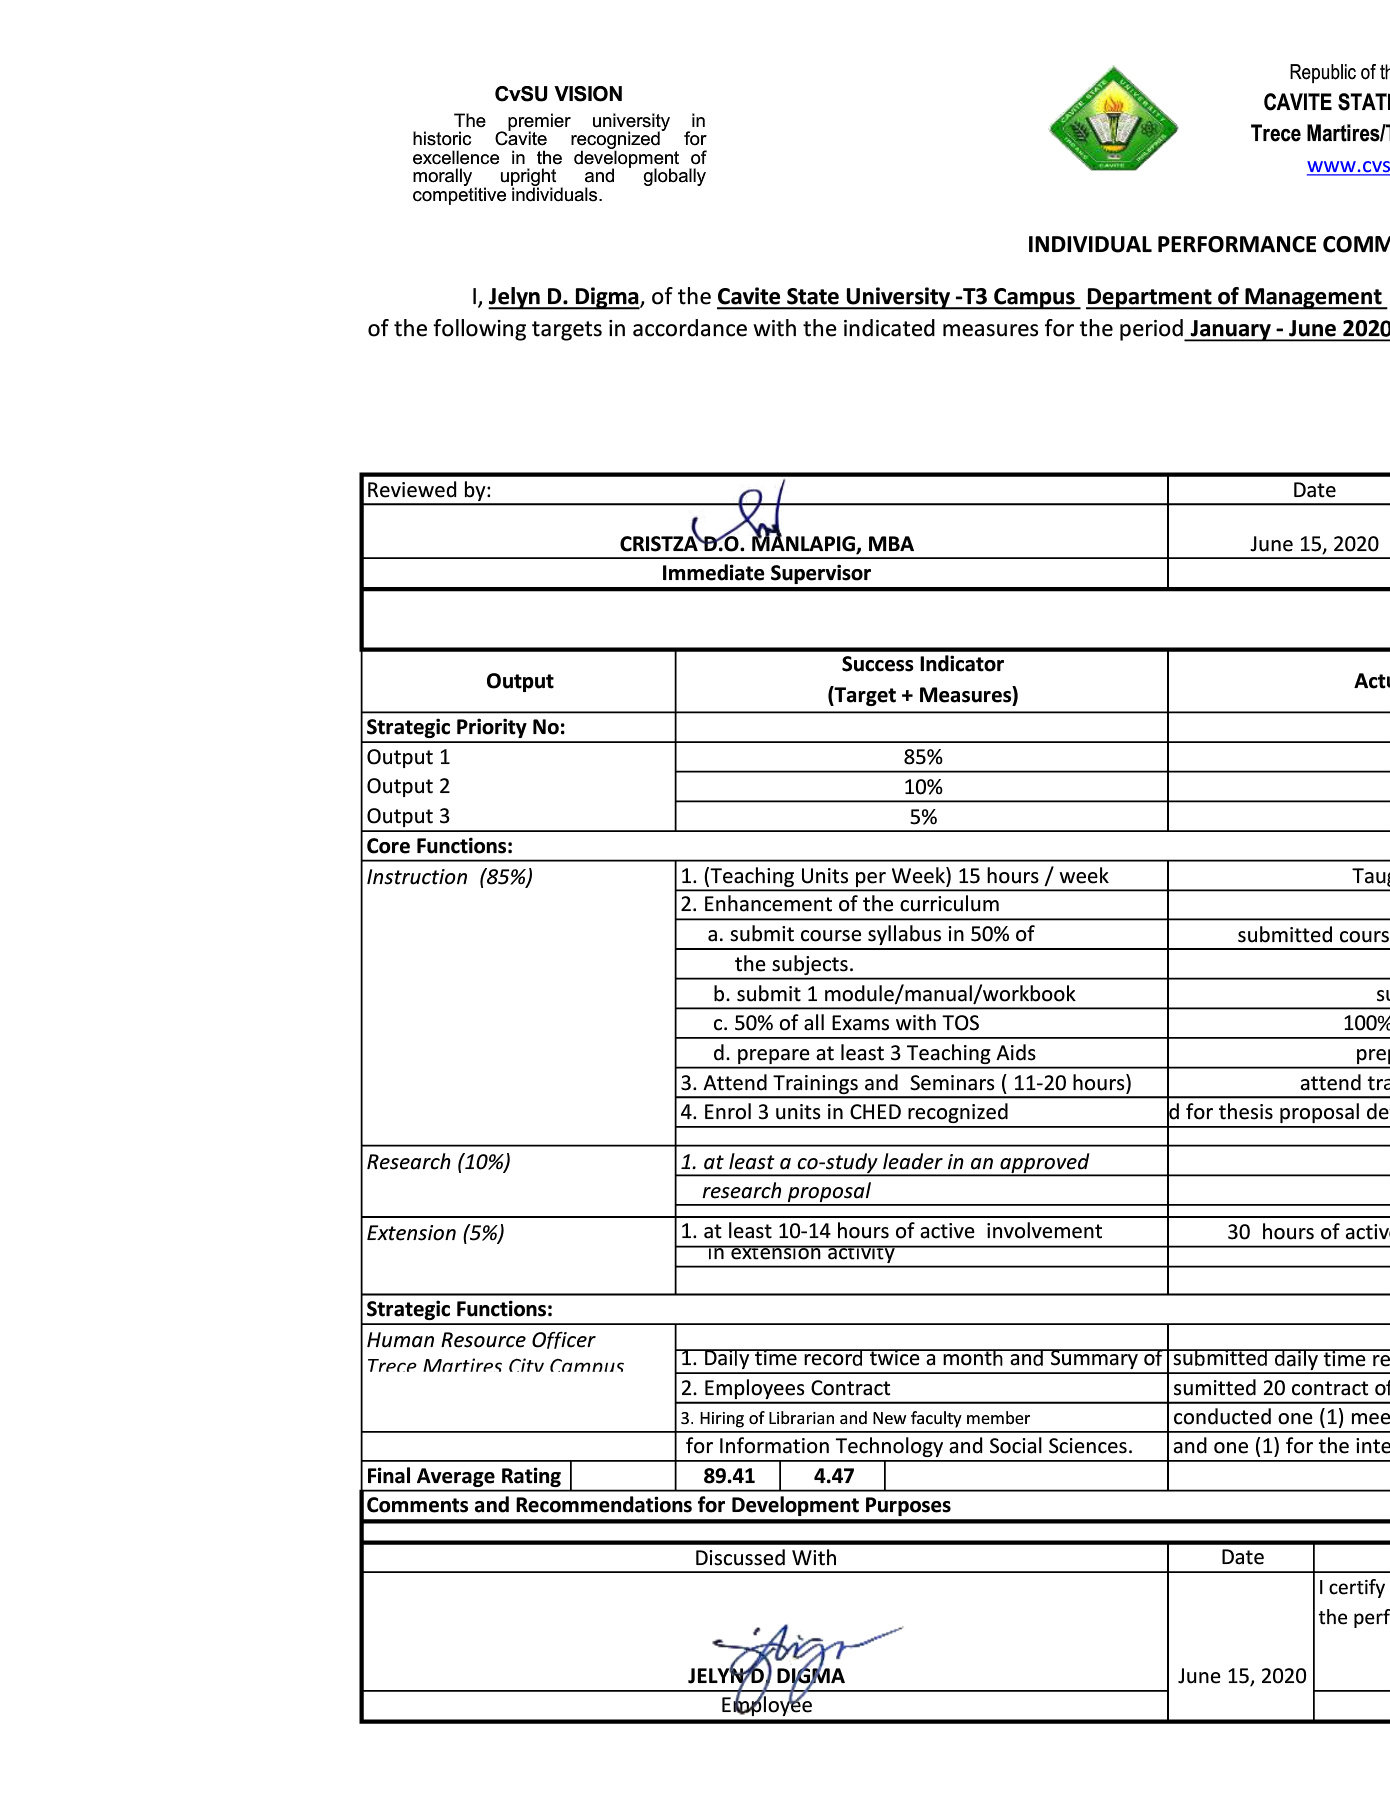 CvSU VISION
The premier university in
historic Cavite recognized for
excellence in the development of
morally upright and globally
competitive individuals.
CAVITE STATE UNIVERSITY
Republic of th
CAVITE STATE
Trece Martires/T
www.cvs
INDIVIDUAL PERFORMANCE COMM
I, Jelyn D. Digma, of the Cavite State University -T3 Campus Department of Management
of the following targets in accordance with the indicated measures for the period January - June 2020
Reviewed by: Date
CRISTZA D.O. MANLAPIG, MBA June 15, 2020
Immediate Supervisor
Output Success Indicator (Target + Measures) Actu
Strategic Priority No:
Output 1 85%
Output 2 10%
Output 3 5%
Core Functions:
Instruction (85%) 1. (Teaching Units per Week) 15 hours / week Taug
2. Enhancement of the curriculum
a. submit course syllabus in 50% of submitted cours
the subjects.
b. submit 1 module/manual/workbook su
c. 50% of all Exams with TOS 100%
d. prepare at least 3 Teaching Aids prep
3. Attend Trainings and Seminars ( 11-20 hours) attend tra
4. Enrol 3 units in CHED recognized d for thesis proposal de
Research (10%) 1. at least a co-study leader in an approved
research proposal
Extension (5%) 1. at least 10-14 hours of active involvement 30 hours of activ
in extension activity
Strategic Functions:
Human Resource Officer
Trece Martires City Campus 1. Daily time record twice a month and Summary of submitted daily time re
2. Employees Contract sumitted 20 contract of
3. Hiring of Librarian and New faculty member conducted one (1) mee
for Information Technology and Social Sciences. and one (1) for the inte
Final Average Rating 89.41 4.47
Comments and Recommendations for Development Purposes
Discussed With Date
I certify
the perf
JELYN D. DIGMA June 15, 2020
Employee